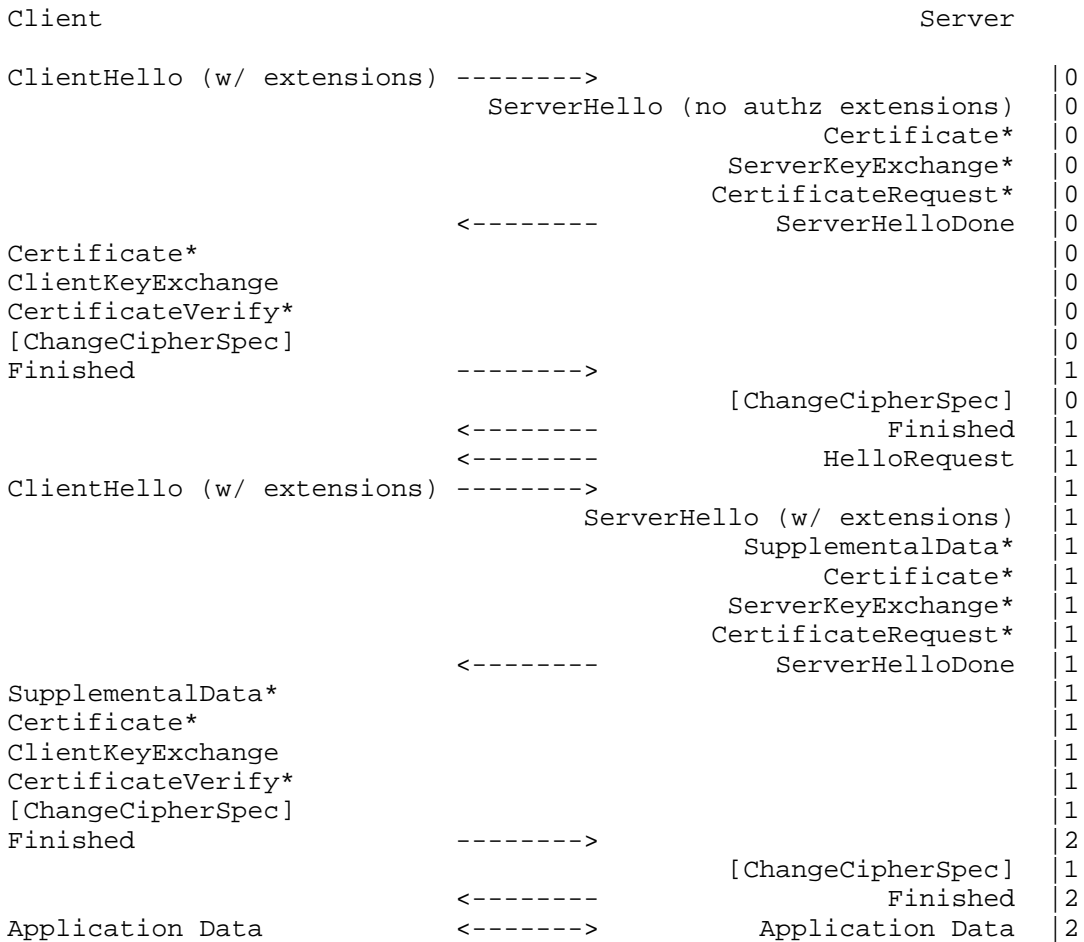 Client                                                   Server

ClientHello (w/ extensions) -------->                            |0
                              ServerHello (no authz extensions)  |0
                                                   Certificate*  |0
                                             ServerKeyExchange*  |0
                                            CertificateRequest*  |0
                            <--------           ServerHelloDone  |0
Certificate*                                                     |0
ClientKeyExchange                                                |0
CertificateVerify*                                               |0
[ChangeCipherSpec]                                               |0
Finished                    -------->                            |1
                                             [ChangeCipherSpec]  |0
                            <--------                  Finished  |1
                            <--------              HelloRequest  |1
ClientHello (w/ extensions) -------->                            |1
                                    ServerHello (w/ extensions)  |1
                                              SupplementalData*  |1
                                                   Certificate*  |1
                                             ServerKeyExchange*  |1
                                            CertificateRequest*  |1
                            <--------           ServerHelloDone  |1
SupplementalData*                                                |1
Certificate*                                                     |1
ClientKeyExchange                                                |1
CertificateVerify*                                               |1
[ChangeCipherSpec]                                               |1
Finished                    -------->                            |2
                                             [ChangeCipherSpec]  |1
                            <--------                  Finished  |2
Application Data            <------->          Application Data  |2